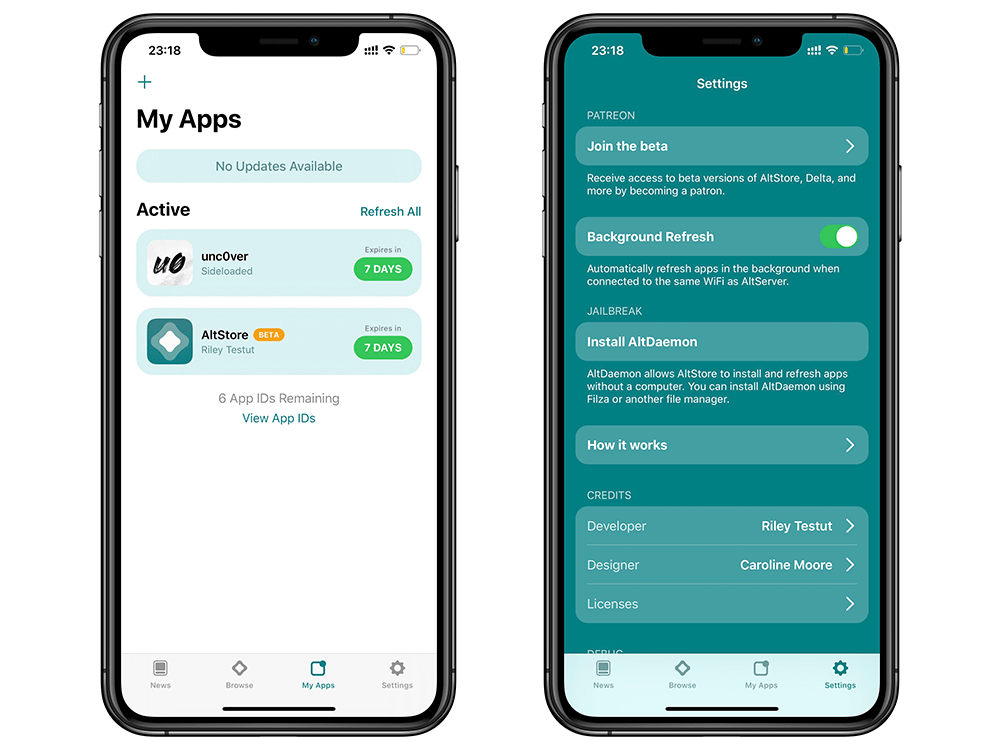 23:18
My Apps
No Updates Available
Active
Refresh All
unc0ver
Sideloaded
Expires in
7 DAYS
AltStore BETA
Riley Testut
Expires in
7 DAYS
6 App IDs Remaining
View App IDs
News
Browse
My Apps
Settings
23:18
Settings
PATREON
Join the beta
Receive access to beta versions of AltStore, Delta, and
more by becoming a patron.
Background Refresh
Automatically refresh apps in the background when
connected to the same WiFi as AltServer.
JAILBREAK
Install AltDaemon
AltDaemon allows AltStore to install and refresh apps
without a computer. You can install AltDaemon using
Filza or another file manager.
How it works
CREDITS
Developer
Riley Testut
Designer
Caroline Moore
Licenses
DEBUG
News
Browse
My Apps
Settings